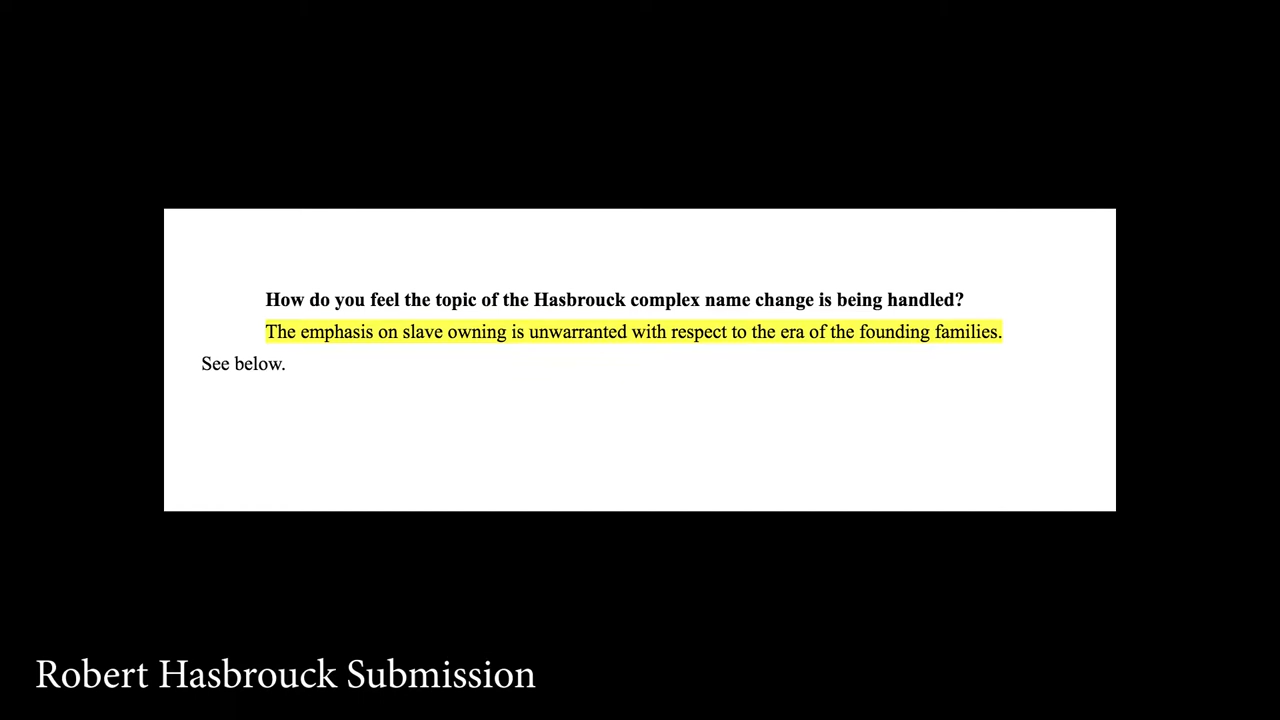 How do you feel the topic of the Hasbrouck complex name change is being handled?
The emphasis on slave owning is unwarranted with respect to the era of the founding families.
See below.
Robert Hasbrouck Submission